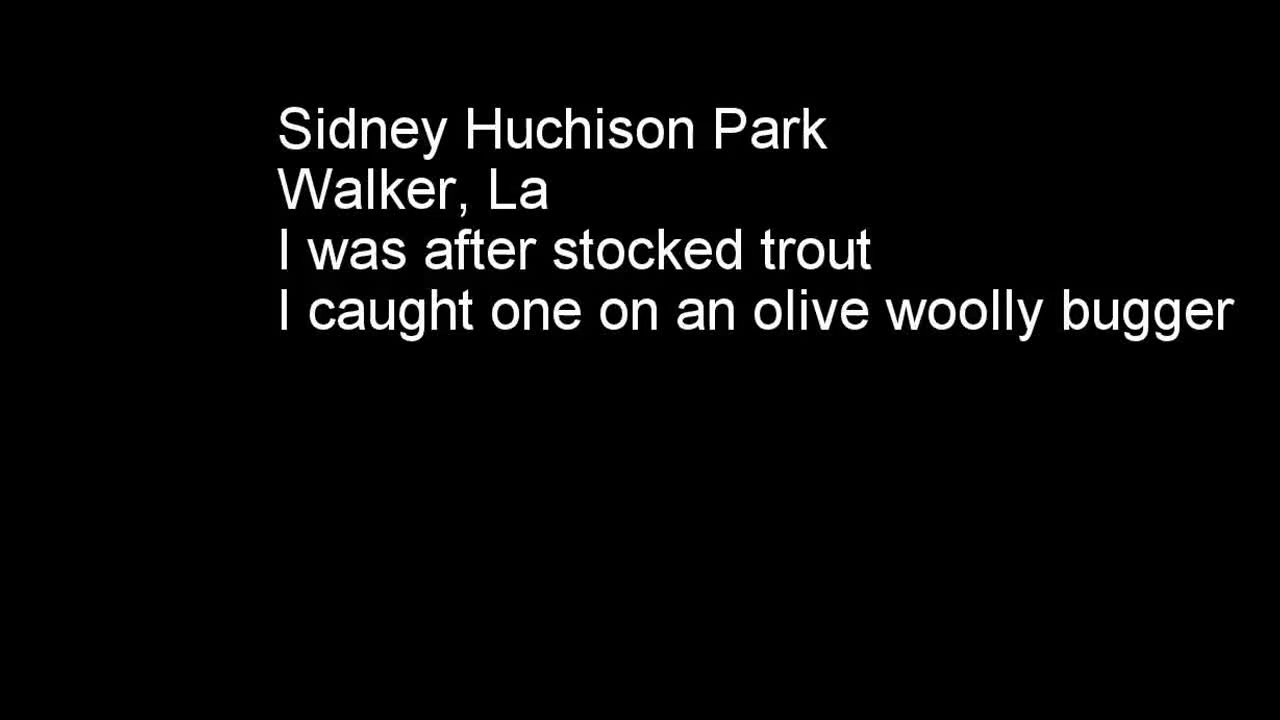 Sidney Huchison Park
Walker, La
I was after stocked trout
I caught one on an olive woolly bugger